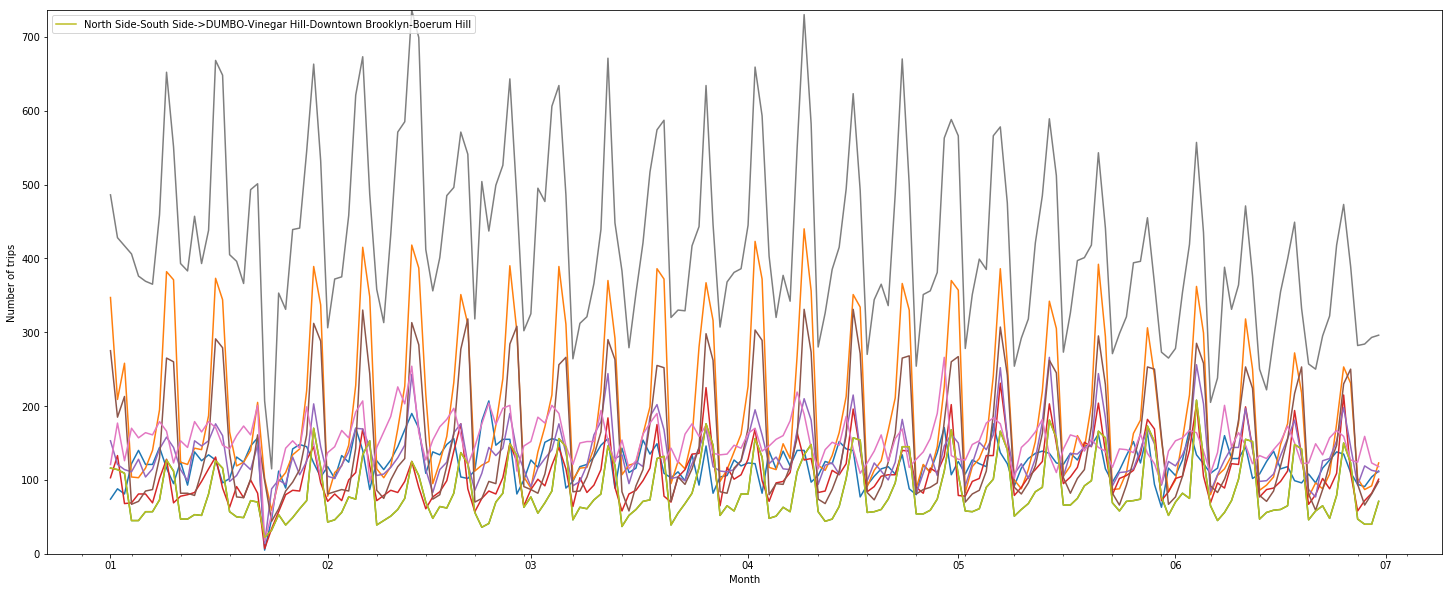 North Side-South Side->DUMBO-Vinegar Hill-Downtown Brooklyn-Boerum Hill
Number of trips
700
600
500
400
300
200
100
0
01 02 03 04 05 06 07
Month